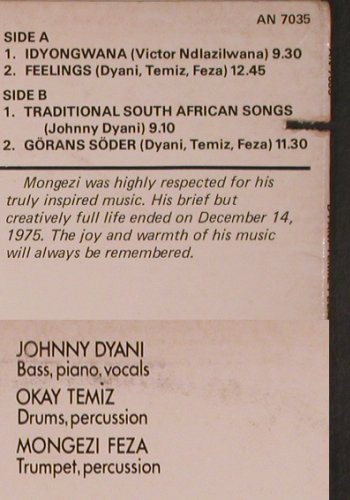 AN 7035
SIDE A
1. IDYONGWANA (Victor Ndlazilwana) 9.30
2. FEELINGS (Dyani, Temiz, Feza) 12.45
SIDE B
1. TRADITIONAL SOUTH AFRICAN SONGS
(Johnny Dyani) 9.10
2. GÖRANS SÖDER (Dyani, Temiz, Feza) 11.30
Mongezi was highly respected for his
truly inspired music. His brief but
creatively full life ended on December 14,
1975. The joy and warmth of his music
will always be remembered.
JOHNNY DYANI
Bass, piano, vocals
OKAY TEMIZ
Drums, percussion
MONGEZI FEZA
Trumpet, percussion